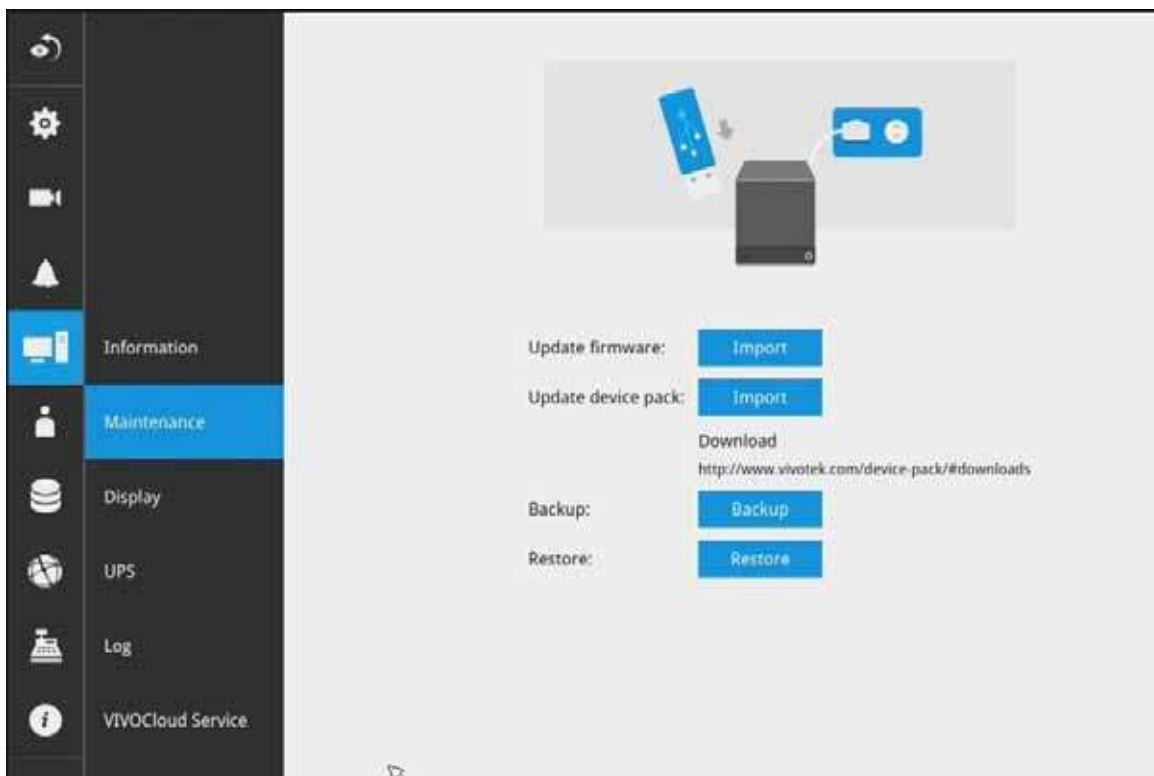 Information
Maintenance
Display
UPS
Log
VIVOCloud Service
Update firmware: Import
Update device pack: Import
Download
http://www.vivotek.com/device-pack/#downloads
Backup: Backup
Restore: Restore